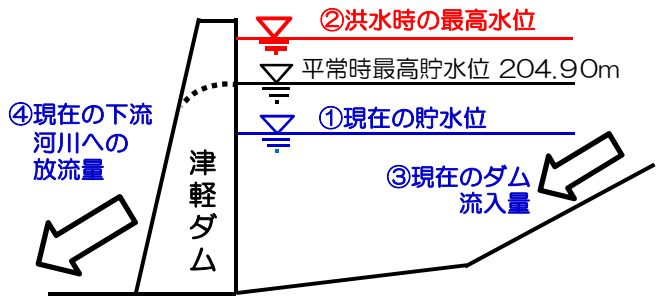 ②洪水時の最高水位
平常時最高貯水位 204.90m
①現在の貯水位
④現在の下流
河川への
放流量
津軽ダム
③現在のダム
流入量